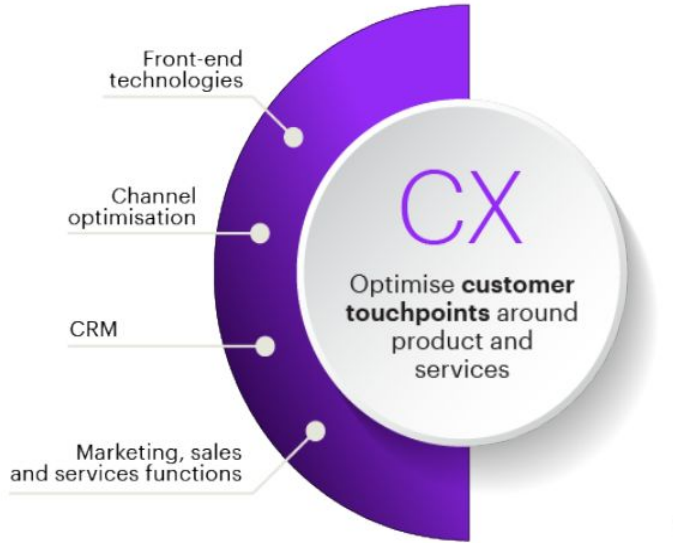 Front-end
technologies
Channel
optimisation
CRM
Marketing, sales
and services functions
CX
Optimise customer
touchpoints around
product and
services